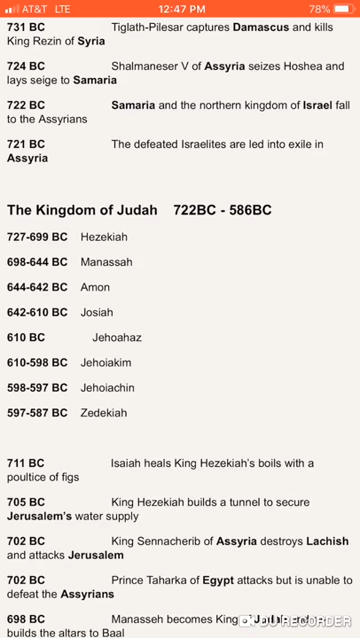 AT&T LTE 12:47 PM 78%
731 BC Tiglath-Pilesar captures Damascus and kills
King Rezin of Syria
724 BC Shalmaneser V of Assyria seizes Hoshea and
lays seige to Samaria
722 BC Samaria and the northern kingdom of Israel fall
to the Assyrians
721 BC The defeated Israelites are led into exile in
Assyria
The Kingdom of Judah 722BC - 586BC
727-699 BC Hezekiah
698-644 BC Manassah
644-642 BC Amon
642-610 BC Josiah
610 BC Jehoahaz
610-598 BC Jehoiakim
598-597 BC Jehoiachin
597-587 BC Zedekiah
711 BC Isaiah heals King Hezekiah's boils with a
poultice of figs
705 BC King Hezekiah builds a tunnel to secure
Jerusalem's water supply
702 BC King Sennacherib of Assyria destroys Lachish
and attacks Jerusalem
702 BC Prince Taharka of Egypt attacks but is unable to
defeat the Assyrians
698 BC Manasseh becomes King of
builds the altars to Baal
DU RECORDER